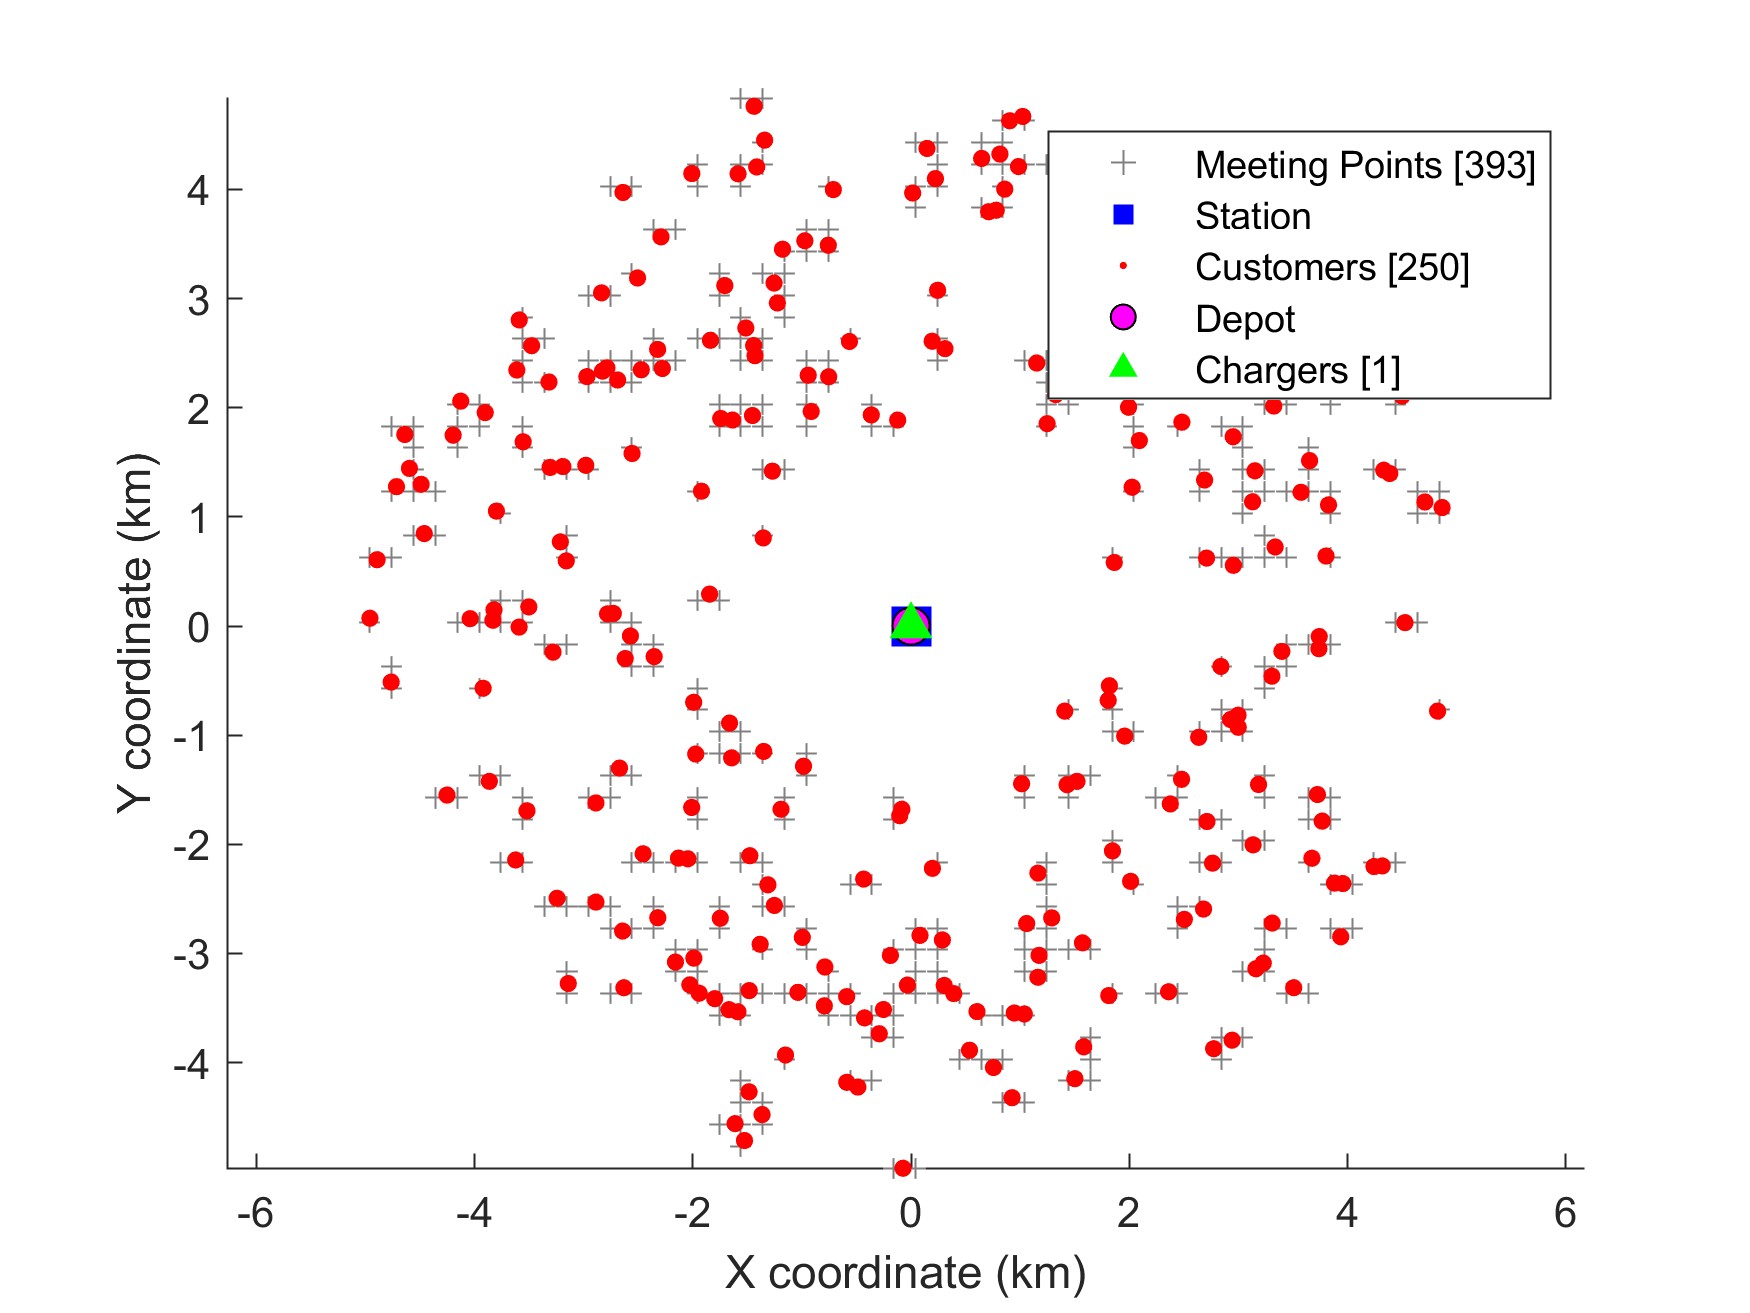 Meeting Points [393]
Station
Customers [250]
Depot
Chargers [1]
4
3
2
1
0
-1
-2
-3
-4
Y coordinate (km)
-6 -4 -2 0 2 4 6
X coordinate (km)